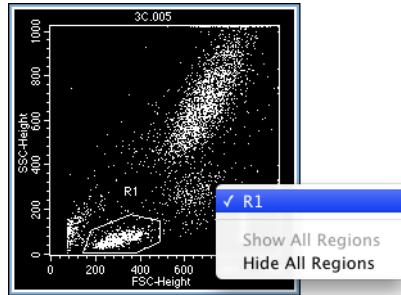 3C.005
1000
800
600
400
200
0
SSC-Height
R1
0 200 400 600
FSC-Height
✓ R1
Show All Regions
Hide All Regions